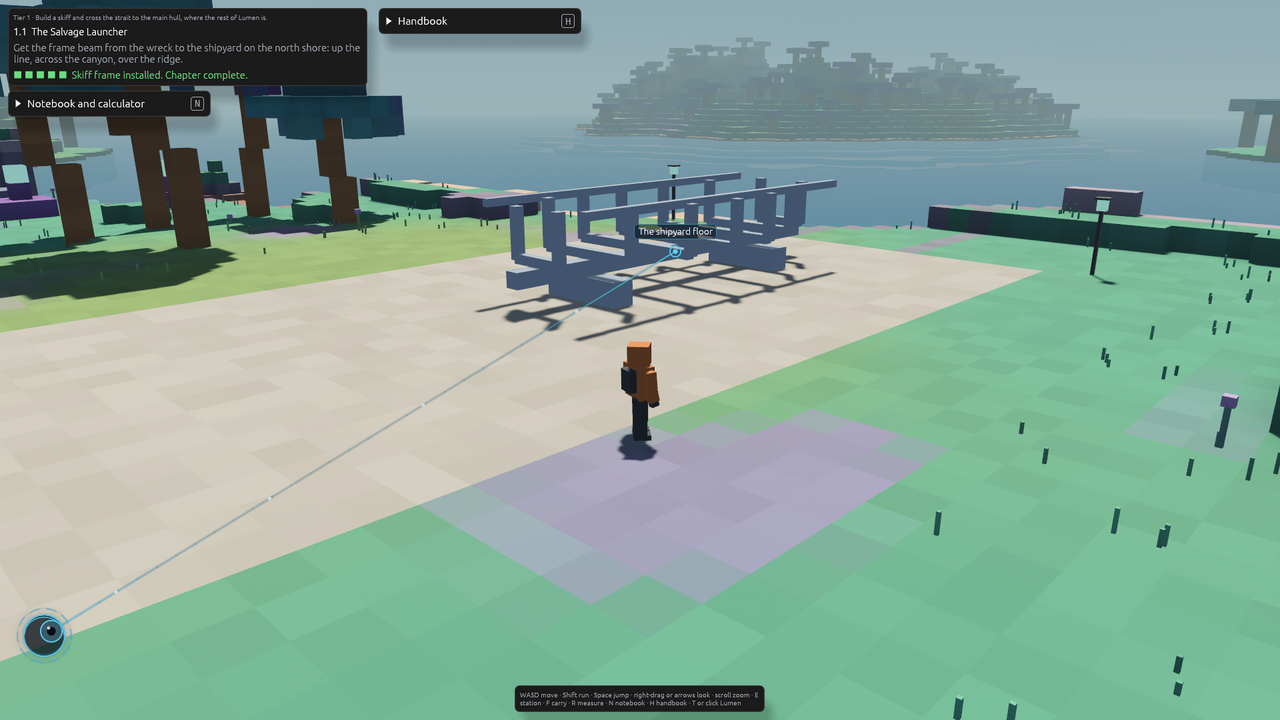 Tier 1 · Build a skiff and cross the strait to the main hull, where the rest of Lumen is.
1.1 The Salvage Launcher
Get the frame beam from the wreck to the shipyard on the north shore: up the
line, across the canyon, over the ridge.
Skiff frame installed. Chapter complete.
Notebook and calculator N
Handbook H
The shipyard floor
WASD move · Shift run · Space jump · right-drag or arrows look · scroll zoom · E
station · F carry · R measure · N notebook · H handbook · T or click Lumen